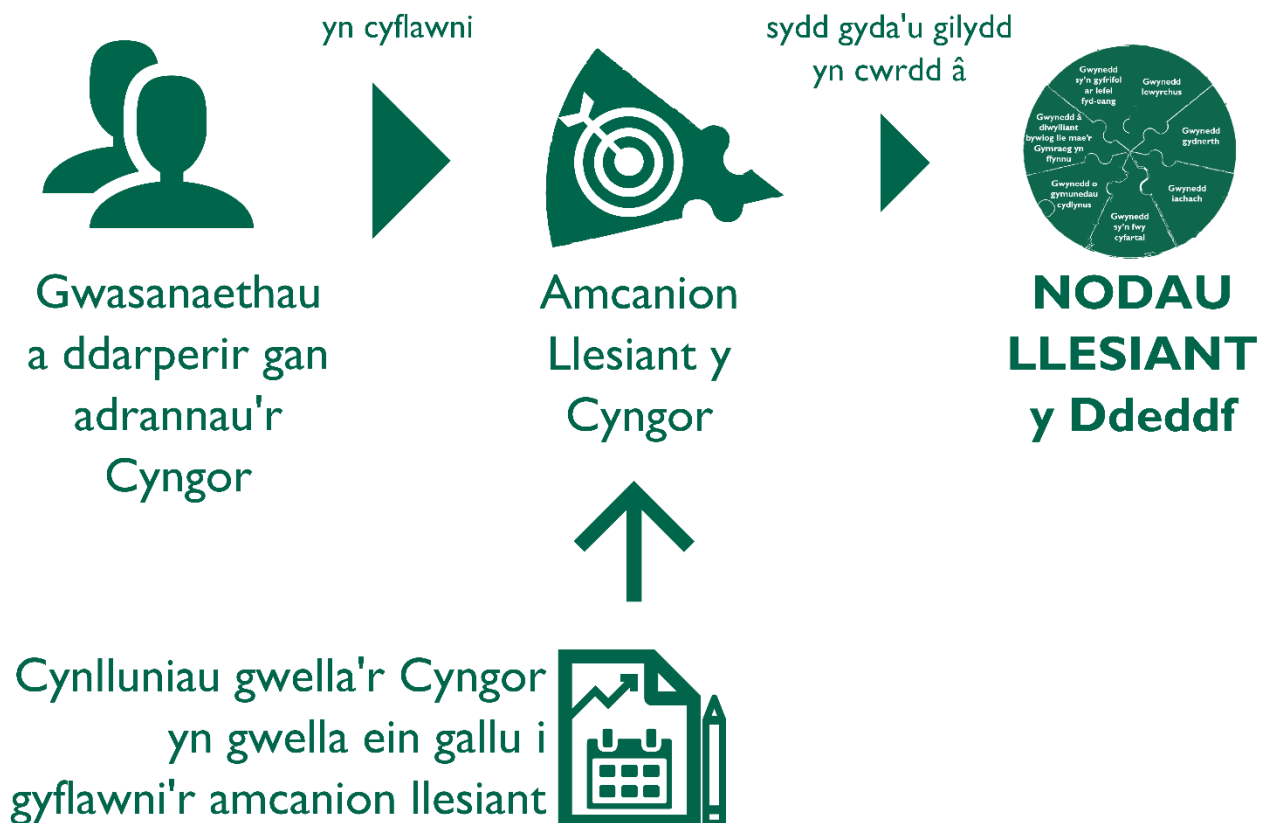 yn cyflawni
sydd gyda'u gilydd
yn cwrdd â
Gwynedd
sy'n gyfrifol
ar lefel
fyd-eang
Gwynedd
lewyrchus
Gwynedd
gydnerth
Gwynedd
iachach
Gwynedd
sy'n fwy
cyfartal
Gwynedd o
gymunedau
cydlynus
Gwynedd â
diwylliant
bywiog lle mae'r
Gymraeg yn
ffynnu
Gwasanaethau
a ddarperir gan
adrannau'r
Cyngor
Amcanion
Llesiant y
Cyngor
NODAU
LLESIANT
y Ddeddf
Cynlluniau gwella'r Cyngor
yn gwella ein gallu i
gyflawni'r amcanion llesiant